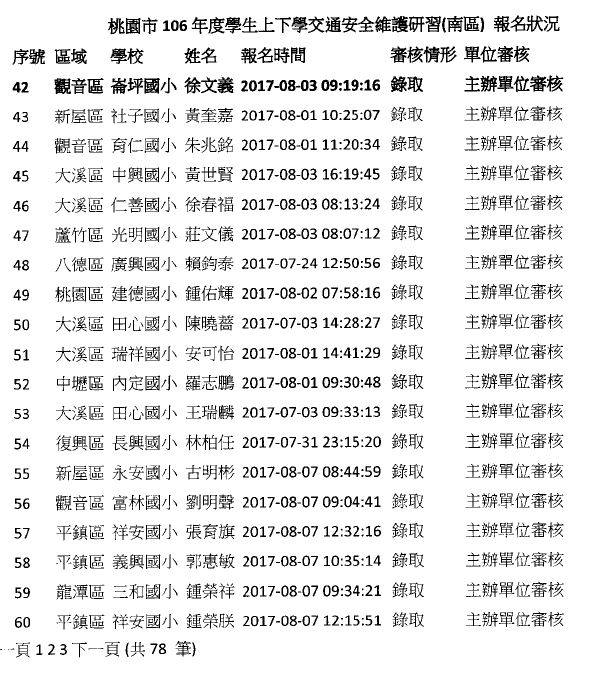 桃園市 106 年度學生上下學交通安全維護研習(南區) 報名狀況
序號 區域 學校 姓名 報名時間 審核情形 單位審核
42 觀音區 崙坪國小 徐文義 2017-08-03 09:19:16 錄取 主辦單位審核
43 新屋區 社子國小 黃奎嘉 2017-08-01 10:25:07 錄取 主辦單位審核
44 觀音區 育仁國小 朱兆銘 2017-08-01 11:20:34 錄取 主辦單位審核
45 大溪區 中興國小 黃世賢 2017-08-03 16:19:45 錄取 主辦單位審核
46 大溪區 仁善國小 徐春福 2017-08-03 08:13:24 錄取 主辦單位審核
47 蘆竹區 光明國小 莊文儀 2017-08-03 08:07:12 錄取 主辦單位審核
48 八德區 廣興國小 賴鈞泰 2017-07-24 12:50:56 錄取 主辦單位審核
49 桃園區 建德國小 鍾佑輝 2017-08-02 07:58:16 錄取 主辦單位審核
50 大溪區 田心國小 陳曉薔 2017-07-03 14:28:27 錄取 主辦單位審核
51 大溪區 瑞祥國小 安可怡 2017-08-01 14:41:29 錄取 主辦單位審核
52 中壢區 內定國小 羅志鵬 2017-08-01 09:30:48 錄取 主辦單位審核
53 大溪區 田心國小 王瑞麟 2017-07-03 09:33:13 錄取 主辦單位審核
54 復興區 長興國小 林柏任 2017-07-31 23:15:20 錄取 主辦單位審核
55 新屋區 永安國小 古明彬 2017-08-07 08:44:59 錄取 主辦單位審核
56 觀音區 富林國小 劉明聲 2017-08-07 09:04:41 錄取 主辦單位審核
57 平鎮區 祥安國小 張育旗 2017-08-07 12:32:16 錄取 主辦單位審核
58 平鎮區 義興國小 郭惠敏 2017-08-07 10:35:14 錄取 主辦單位審核
59 龍潭區 三和國小 鍾榮祥 2017-08-07 09:34:21 錄取 主辦單位審核
60 平鎮區 祥安國小 鍾榮朕 2017-08-07 12:15:51 錄取 主辦單位審核
一頁 1 2 3 下一頁 (共 78 筆)